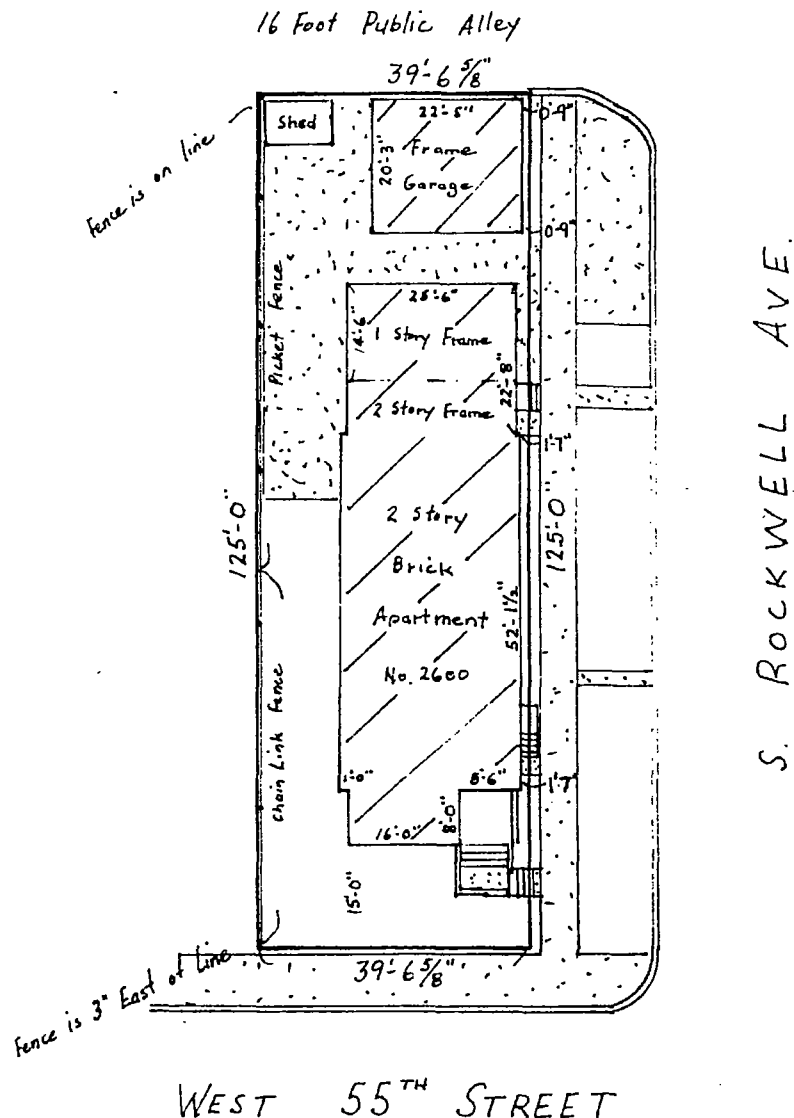 16 Foot Public Alley
39'-6 5/8"
Fence is on line
Shed
22'-5"
0'-9"
20'-3"
Frame
Garage
0'-9"
Picket Fence
25'-6"
14'-6"
1 Story Frame
22'-8"
2 Story Frame
1'-7"
125'-0"
2 Story
Brick
Apartment
No. 2600
52'-1 1/2"
125'-0"
S. ROCKWELL AVE.
Chain Link Fence
1'-0"
8'-6"
1'-7"
16'-0"
8'-0"
15'-0"
Fence is 3" East of Line
39'-6 5/8"
WEST 55TH STREET